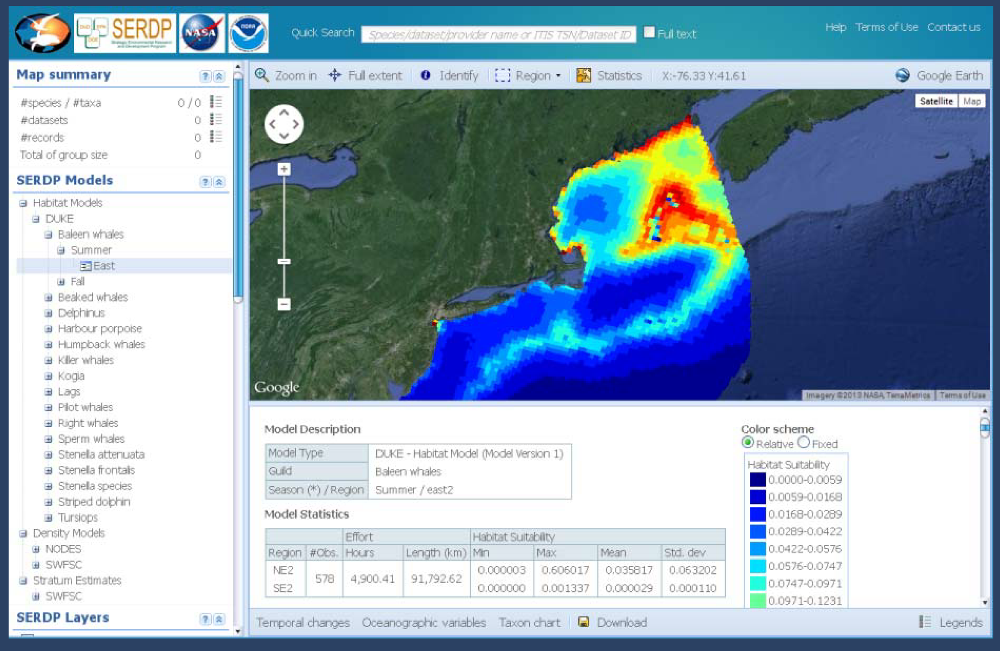 SERDP
Strategic Environmental Research
and Development Program
NASA
NOAA
Quick Search
Species/dataset/provider name or ITIS TSN/Dataset ID
Full text
Help Terms of Use Contact us
Map summary
#species / #taxa 0 / 0
#datasets 0
#records 0
Total of group size 0
SERDP Models
Habitat Models
DUKE
Baleen whales
Summer
East
Fall
Beaked whales
Delphinus
Harbour porpoise
Humpback whales
Killer whales
Kogia
Lags
Pilot whales
Right whales
Sperm whales
Stenella attenuata
Stenella frontalis
Stenella species
Striped dolphin
Tursiops
Density Models
NODES
SWFSC
Stratum Estimates
SWFSC
SERDP Layers
Zoom in Full extent Identify Region Statistics X:-76.33 Y:41.61 Google Earth
Satellite Map
Google
Imagery ©2013 NASA, TerraMetrics Terms of Use
Model Description
Model Type DUKE - Habitat Model (Model Version 1)
Guild Baleen whales
Season (*) / Region Summer / east2
Model Statistics
Effort Habitat Suitability
Region #Obs. Hours Length (km) Min Max Mean Std. dev
NE2 578 4,900.41 91,792.62 0.000003 0.606017 0.035817 0.063202
SE2 0.000000 0.001337 0.000029 0.000110
Color scheme
Relative Fixed
Habitat Suitability
0.0000-0.0059
0.0059-0.0168
0.0168-0.0289
0.0289-0.0422
0.0422-0.0576
0.0576-0.0747
0.0747-0.0971
0.0971-0.1231
Temporal changes Oceanographic variables Taxon chart Download Legends